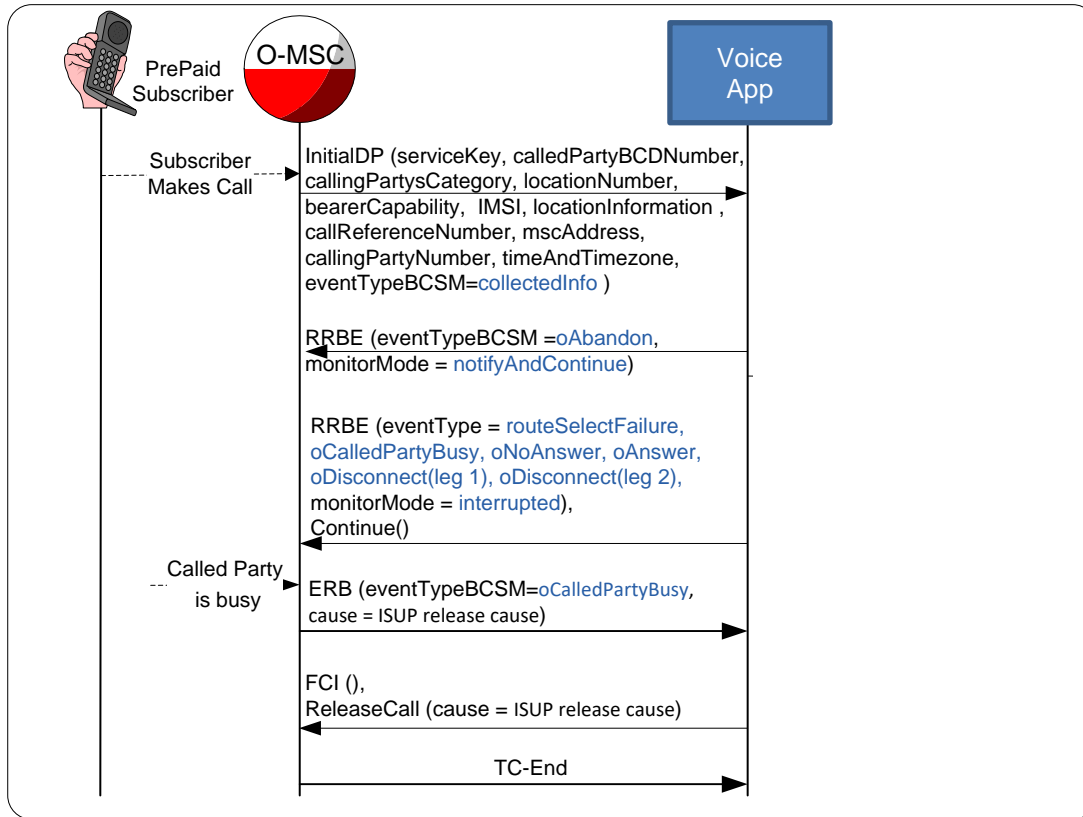 PrePaid
Subscriber
O-MSC
Voice
App
Subscriber
Makes Call
InitialDP (serviceKey, calledPartyBCDNumber,
callingPartysCategory, locationNumber,
bearerCapability, IMSI, locationInformation ,
callReferenceNumber, mscAddress,
callingPartyNumber, timeAndTimezone,
eventTypeBCSM=collectedInfo )
RRBE (eventTypeBCSM =oAbandon,
monitorMode = notifyAndContinue)
RRBE (eventType = routeSelectFailure,
oCalledPartyBusy, oNoAnswer, oAnswer,
oDisconnect(leg 1), oDisconnect(leg 2),
monitorMode = interrupted),
Continue()
Called Party
is busy
ERB (eventTypeBCSM=oCalledPartyBusy,
cause = ISUP release cause)
FCI (),
ReleaseCall (cause = ISUP release cause)
TC-End